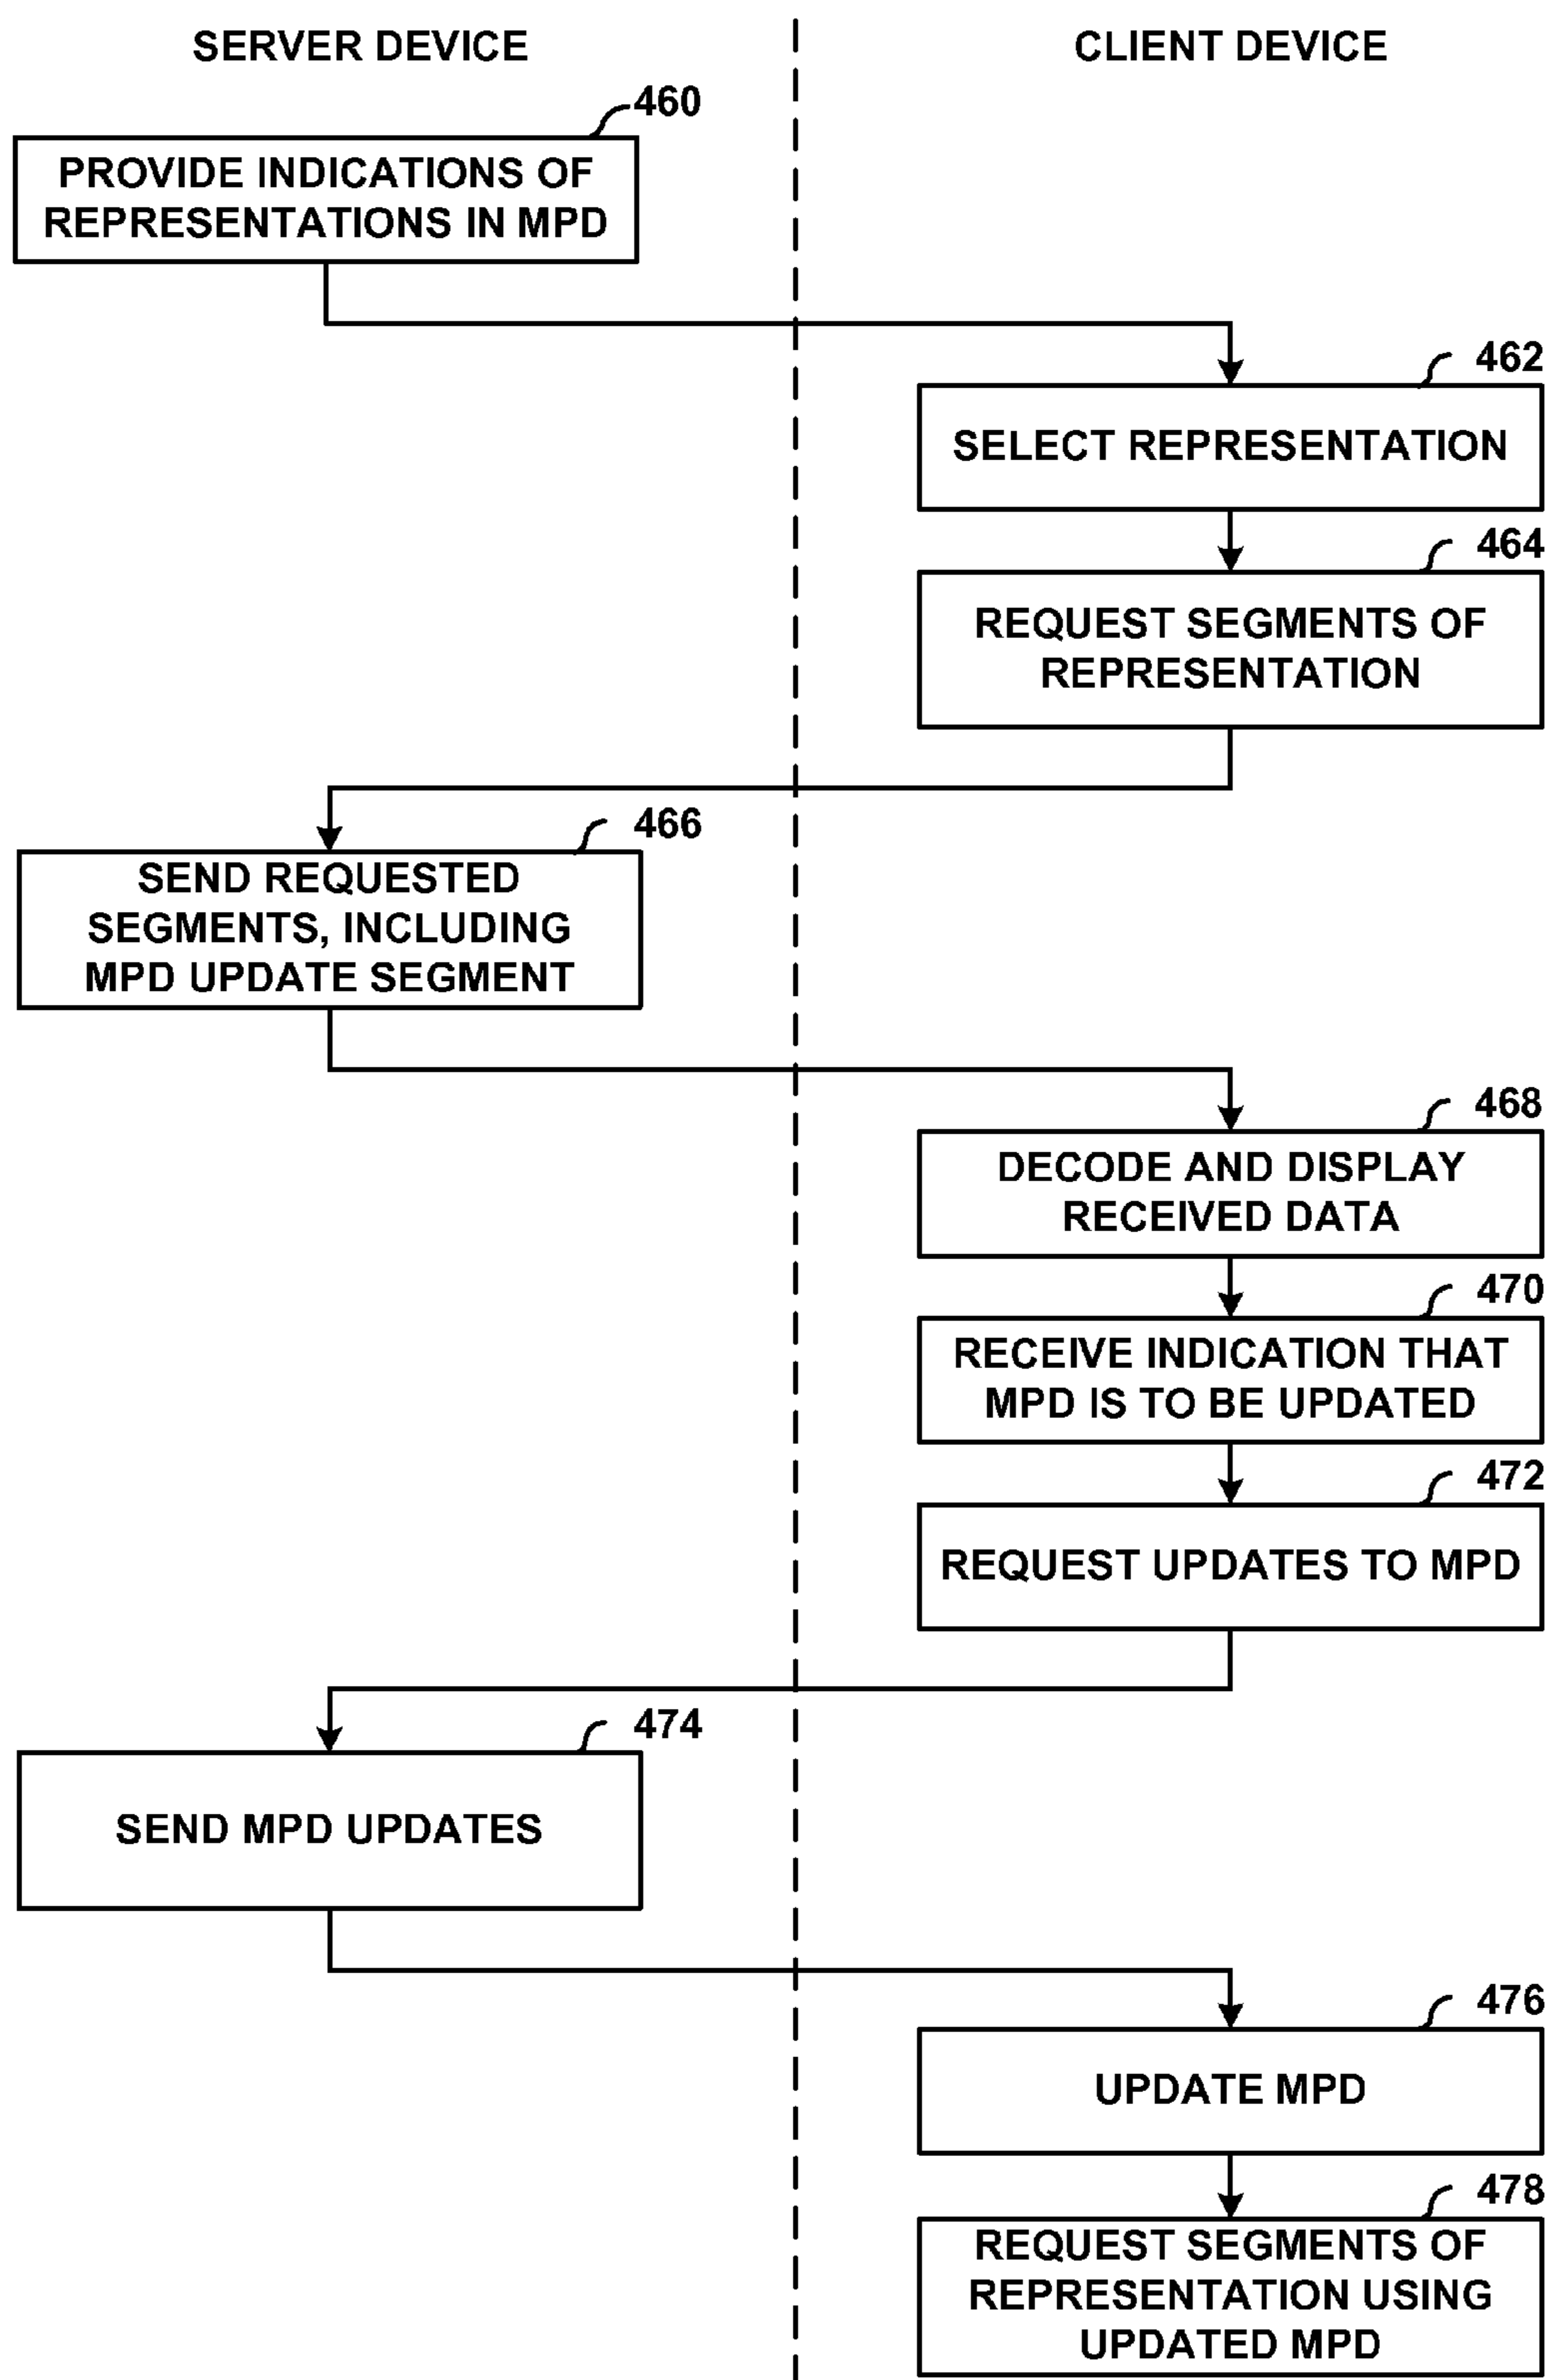 SERVER DEVICE
CLIENT DEVICE
460
PROVIDE INDICATIONS OF
REPRESENTATIONS IN MPD
462
SELECT REPRESENTATION
464
REQUEST SEGMENTS OF
REPRESENTATION
466
SEND REQUESTED
SEGMENTS, INCLUDING
MPD UPDATE SEGMENT
468
DECODE AND DISPLAY
RECEIVED DATA
470
RECEIVE INDICATION THAT
MPD IS TO BE UPDATED
472
REQUEST UPDATES TO MPD
474
SEND MPD UPDATES
476
UPDATE MPD
478
REQUEST SEGMENTS OF
REPRESENTATION USING
UPDATED MPD